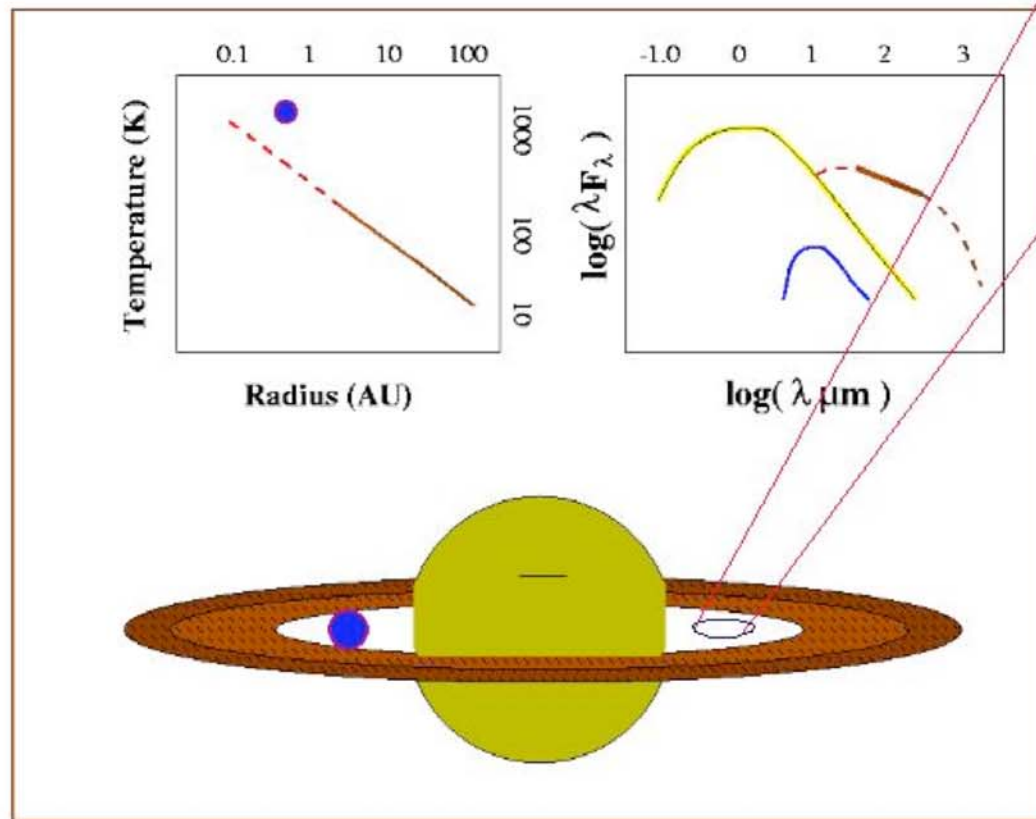 0.1 1 10 100
Temperature (K)
1000
100
10
Radius (AU)
-1.0 0 1 2 3
log(λFλ)
log( λ μm )